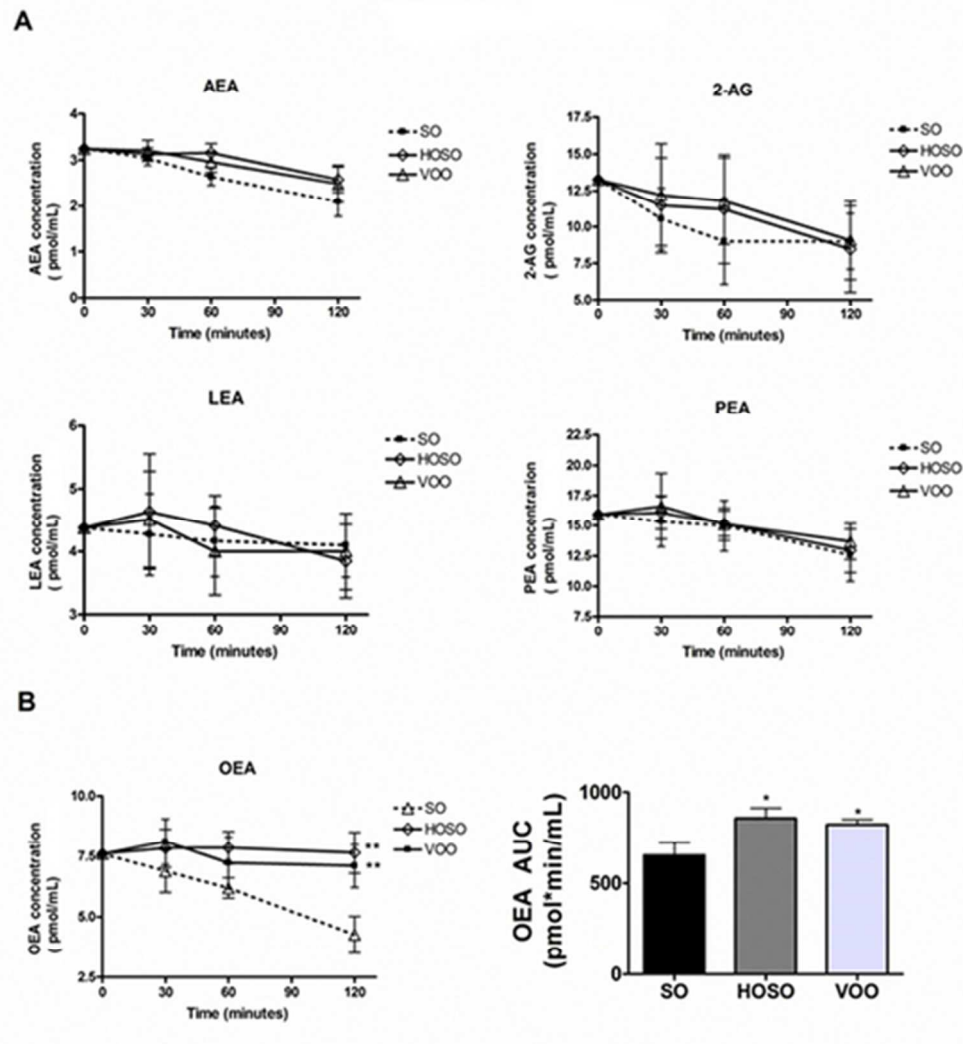 A
AEA
AEA concentration
( pmol/mL)
4
3
2
1
0
0 30 60 90 120
Time (minutes)
SO
HOSO
VOO
2-AG
2-AG concentration
( pmol/mL)
17.5
15.0
12.5
10.0
7.5
5.0
0 30 60 90 120
Time (minutes)
SO
HOSO
VOO
LEA
LEA concentration
( pmol/mL)
6
5
4
3
0 30 60 90 120
Time (minutes)
SO
HOSO
VOO
PEA
PEA concentrarion
( pmol/mL)
22.5
20.0
17.5
15.0
12.5
10.0
7.5
0 30 60 90 120
Time (minutes)
SO
HOSO
VOO
B
OEA
OEA concentration
( pmol/mL)
10.0
7.5
5.0
2.5
0 30 60 90 120
Time (minutes)
**
**
SO
HOSO
VOO
OEA AUC
(pmol*min/mL)
1000
500
0
*
*
SO HOSO VOO